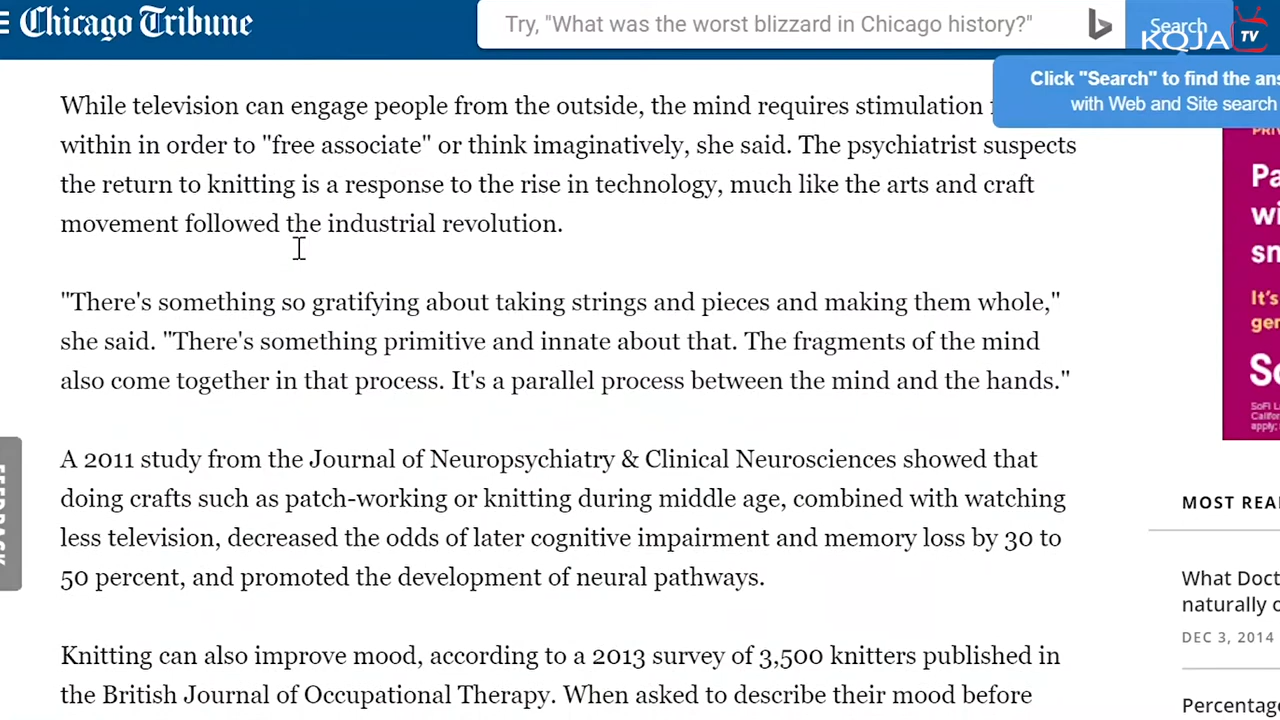 Chicago Tribune
Try, "What was the worst blizzard in Chicago history?"
Search
KQJA TV
Click "Search" to find the ans
with Web and Site search
While television can engage people from the outside, the mind requires stimulation
within in order to "free associate" or think imaginatively, she said. The psychiatrist suspects
the return to knitting is a response to the rise in technology, much like the arts and craft
movement followed the industrial revolution.
"There's something so gratifying about taking strings and pieces and making them whole,"
she said. "There's something primitive and innate about that. The fragments of the mind
also come together in that process. It's a parallel process between the mind and the hands."
A 2011 study from the Journal of Neuropsychiatry & Clinical Neurosciences showed that
doing crafts such as patch-working or knitting during middle age, combined with watching
less television, decreased the odds of later cognitive impairment and memory loss by 30 to
50 percent, and promoted the development of neural pathways.
Knitting can also improve mood, according to a 2013 survey of 3,500 knitters published in
the British Journal of Occupational Therapy. When asked to describe their mood before
Pa
wi
sn
It's
ger
So
SoFi L
Califor
apply;
MOST REA
What Doct
naturally o
DEC 3, 2014
Percentage